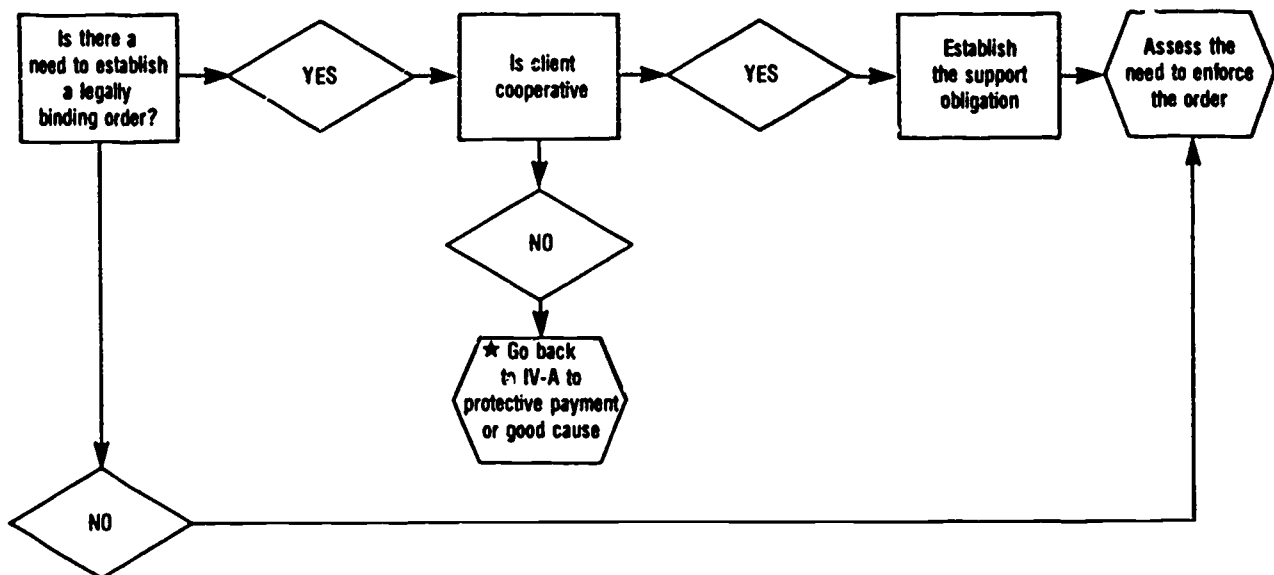 Is there a
need to establish
a legally
binding order?
YES
Is client
cooperative
YES
Establish
the support
obligation
Assess the
need to enforce
the order
NO
★ Go back
to IV-A to
protective payment
or good cause
NO